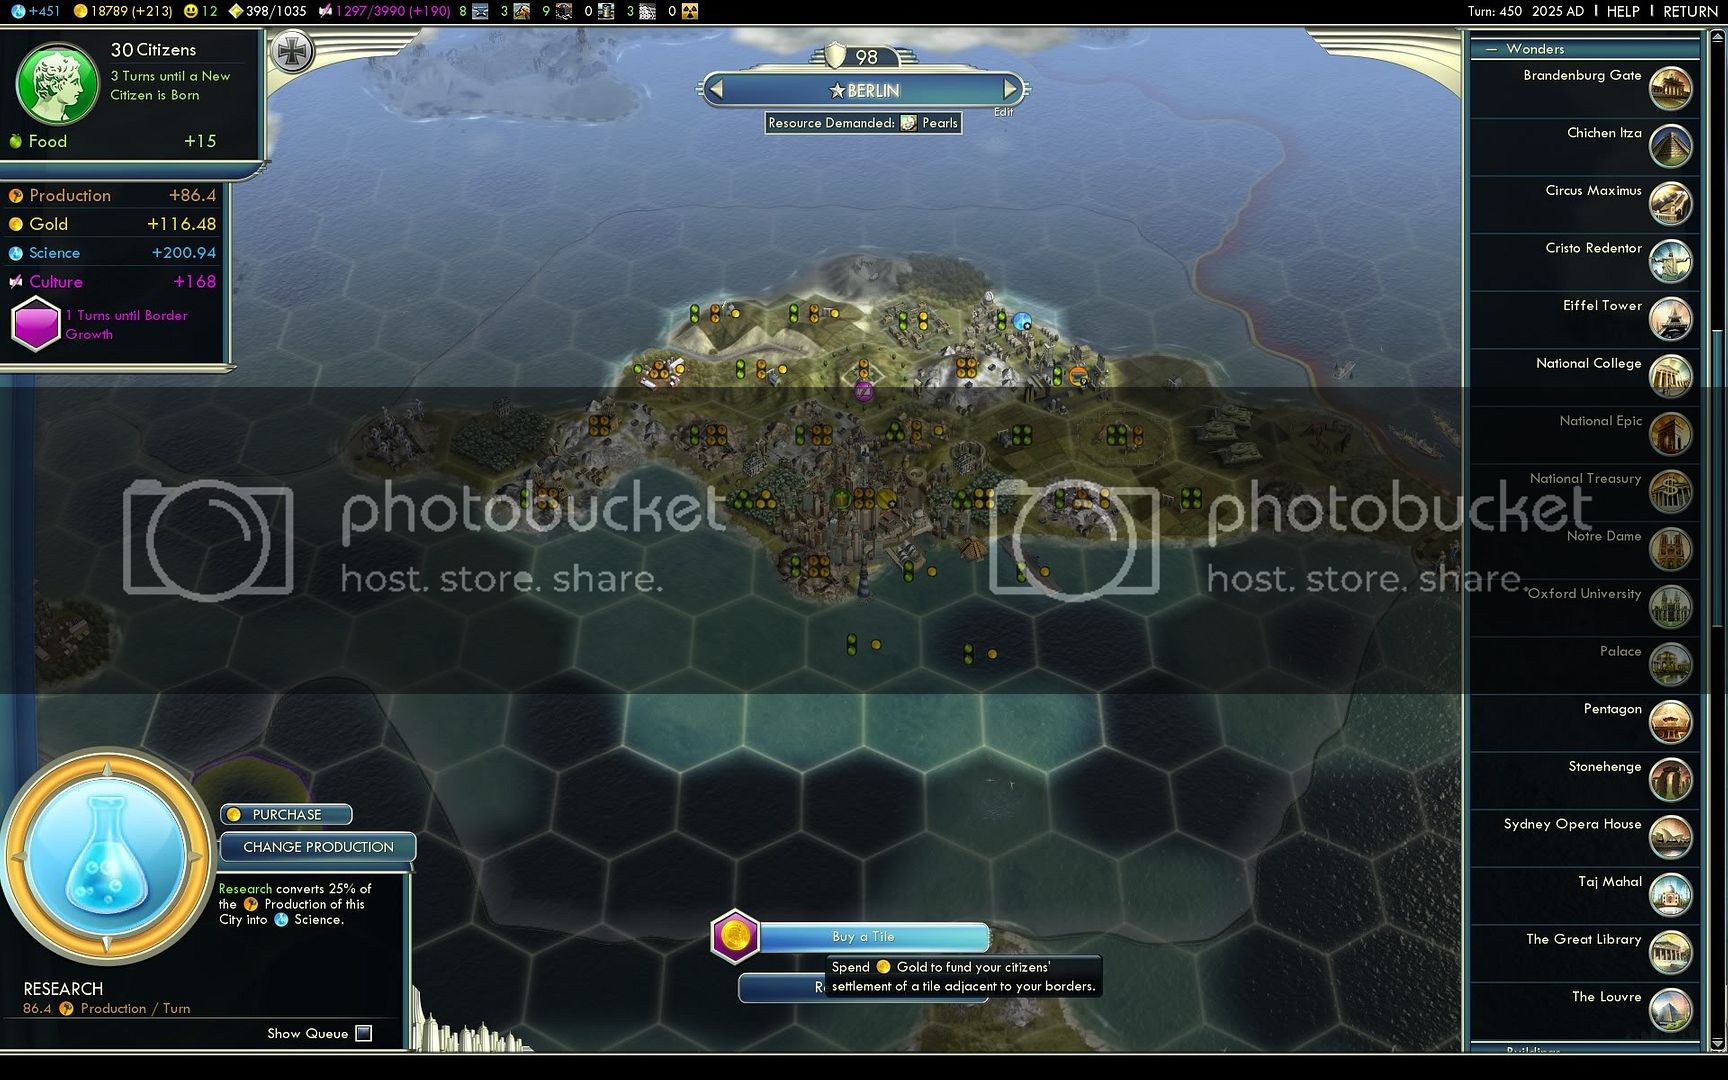 +451 18789 (+213) 12 398/1035 1297/3990 (+190) 8 3 9 0 3 0
Turn: 450 2025 AD | HELP | RETURN
30 Citizens
3 Turns until a New
Citizen is Born
Food +15
Production +86.4
Gold +116.48
Science +200.94
Culture +168
1 Turns until Border
Growth
98
BERLIN
Edit
Resource Demanded: Pearls
Wonders
Brandenburg Gate
Chichen Itza
Circus Maximus
Cristo Redentor
Eiffel Tower
National College
National Epic
National Treasury
Notre Dame
Oxford University
Palace
Pentagon
Stonehenge
Sydney Opera House
Taj Mahal
The Great Library
The Louvre
Buildings
photobucket
host. store. share.
photobucket
host. store. share.
PURCHASE
CHANGE PRODUCTION
Research converts 25% of
the Production of this
City into Science.
RESEARCH
86.4 Production / Turn
Show Queue
Buy a Tile
Spend Gold to fund your citizens'
settlement of a tile adjacent to your borders.